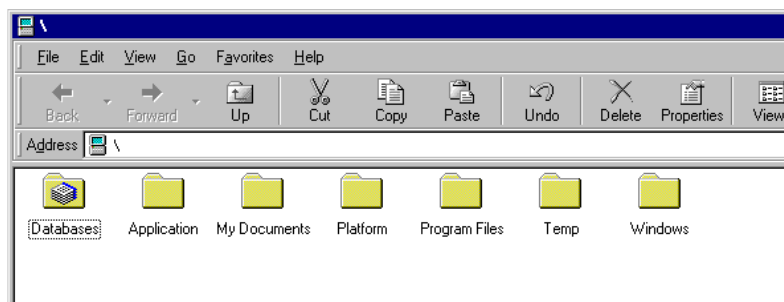 \
File Edit View Go Favorites Help
Back Forward Up Cut Copy Paste Undo Delete Properties View
Address \
Databases Application My Documents Platform Program Files Temp Windows